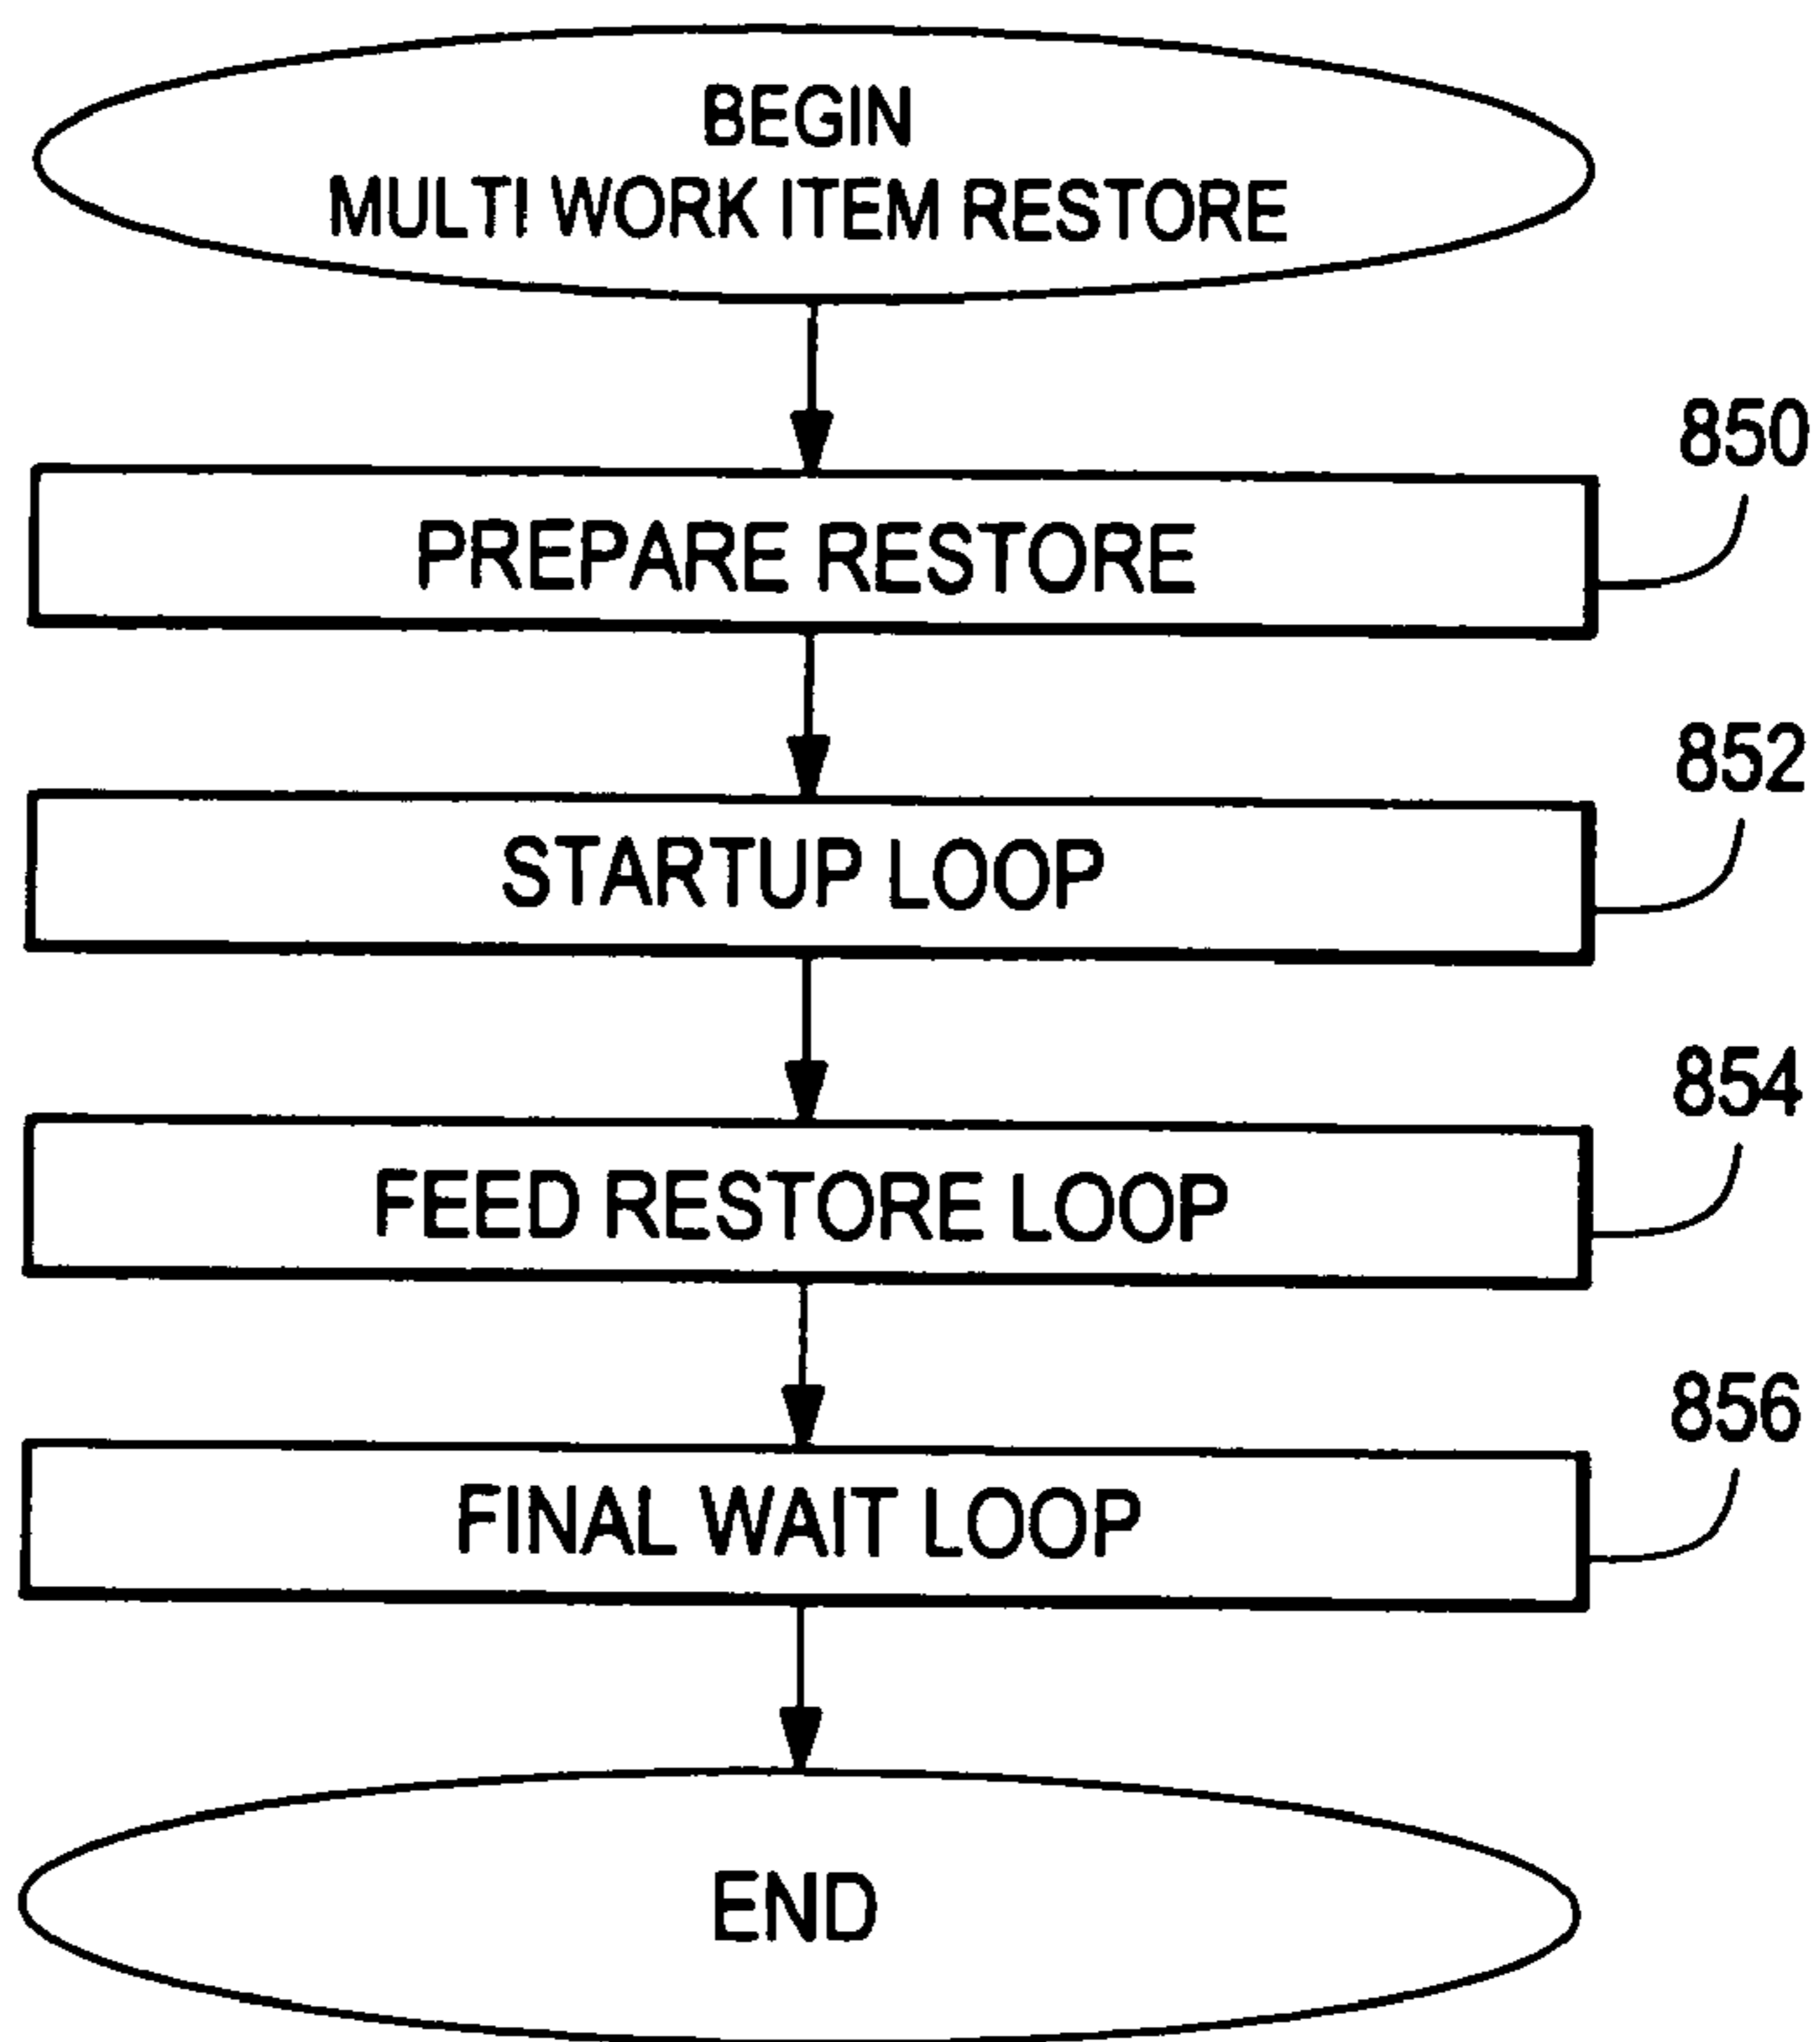 BEGIN
MULTI WORK ITEM RESTORE
850
PREPARE RESTORE
852
STARTUP LOOP
854
FEED RESTORE LOOP
856
FINAL WAIT LOOP
END